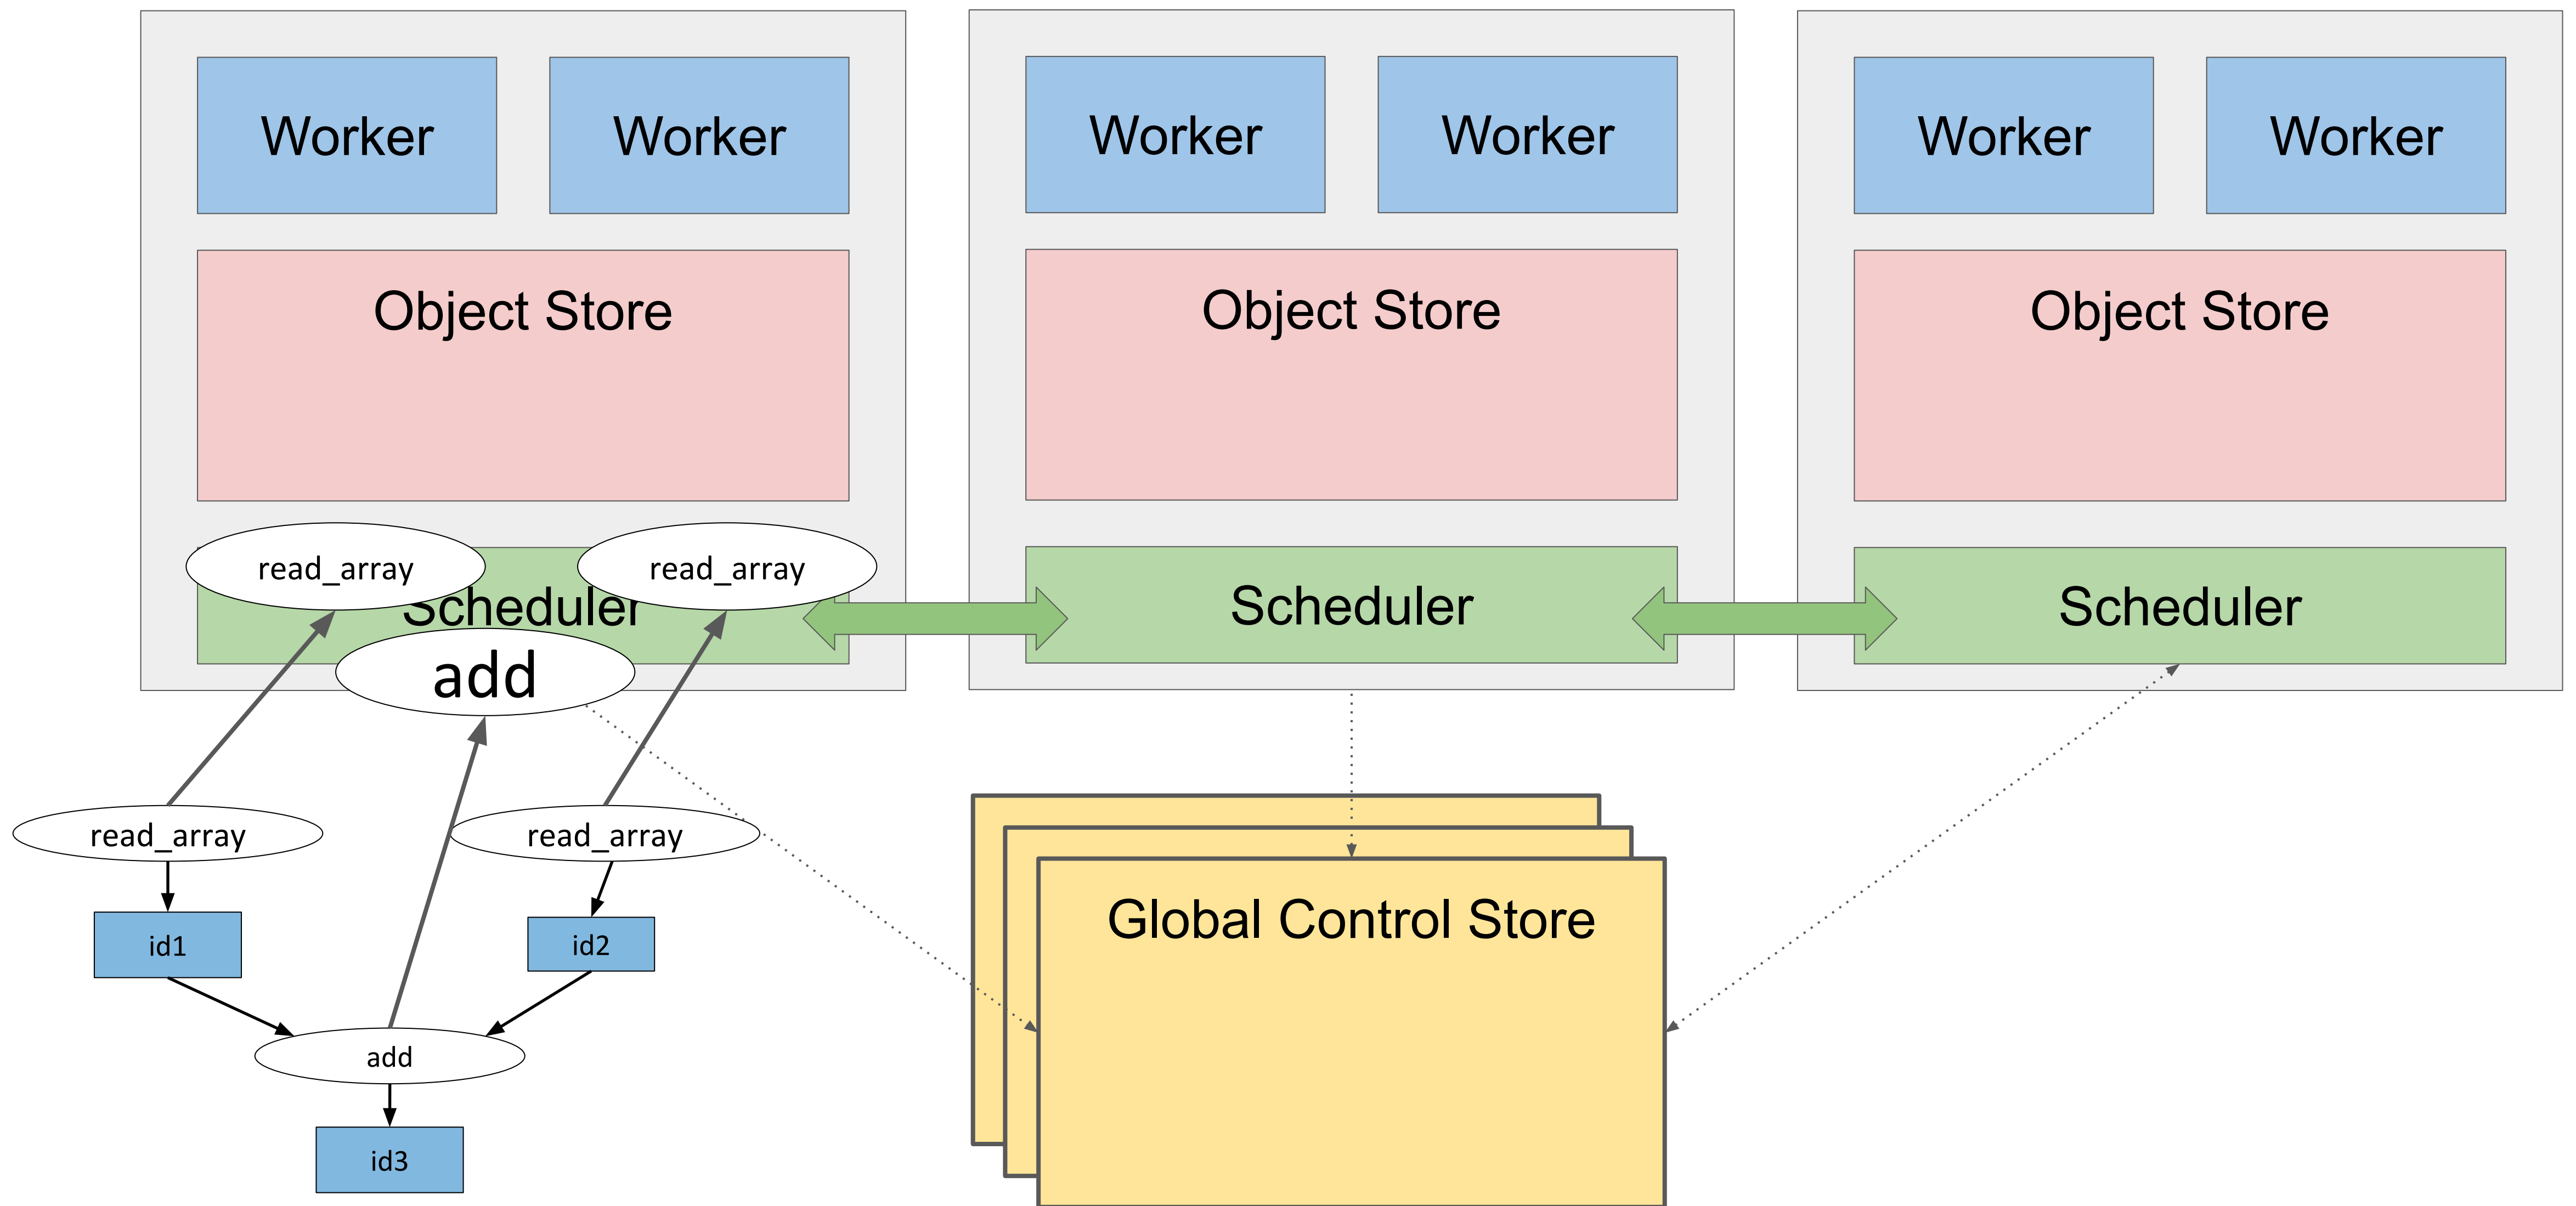 Worker
Worker
Worker
Worker
Worker
Worker
Object Store
Object Store
Object Store
read_array
read_array
Scheduler
Scheduler
Scheduler
add
read_array
read_array
Global Control Store
id1
id2
add
id3